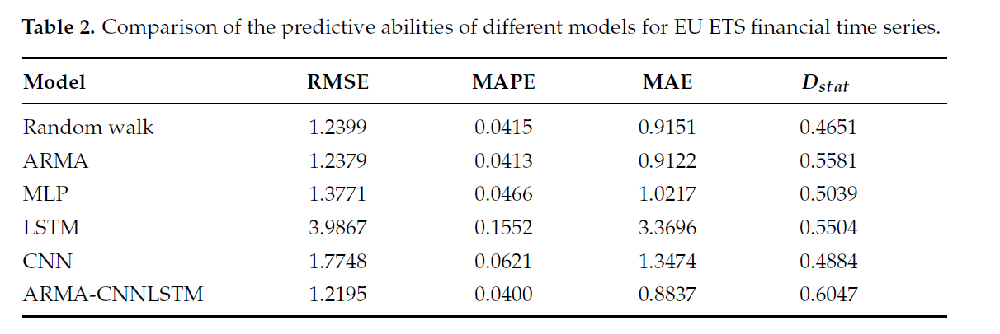 Table 2. Comparison of the predictive abilities of different models for EU ETS financial time series.
Model RMSE MAPE MAE Dstat
Random walk 1.2399 0.0415 0.9151 0.4651
ARMA 1.2379 0.0413 0.9122 0.5581
MLP 1.3771 0.0466 1.0217 0.5039
LSTM 3.9867 0.1552 3.3696 0.5504
CNN 1.7748 0.0621 1.3474 0.4884
ARMA-CNNLSTM 1.2195 0.0400 0.8837 0.6047